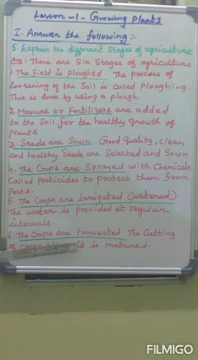 Lesson-1- Growing plants
I. Answer the following:-
5. Explain the different stages of agriculture
Ans: There are Six Stages of agriculture
1. The field is ploughed. The process of
loosening of the Soil is called ploughing.
This is done by using a plough.
2. Manure or Fertilizers are added
to the Soil for the healthy growth of
plants.
3. Seeds are Sown Good quality, clean
and healthy Seeds are Selected and Sown
4. The Crops are Sprayed with Chemicals
called Pesticides to protect them from
Pests.
5. The Crops are irrigated (watered)
The water is provided at regular
intervals.
6. The Crops are harvested The Cutting
it is matured.
FILMIGO